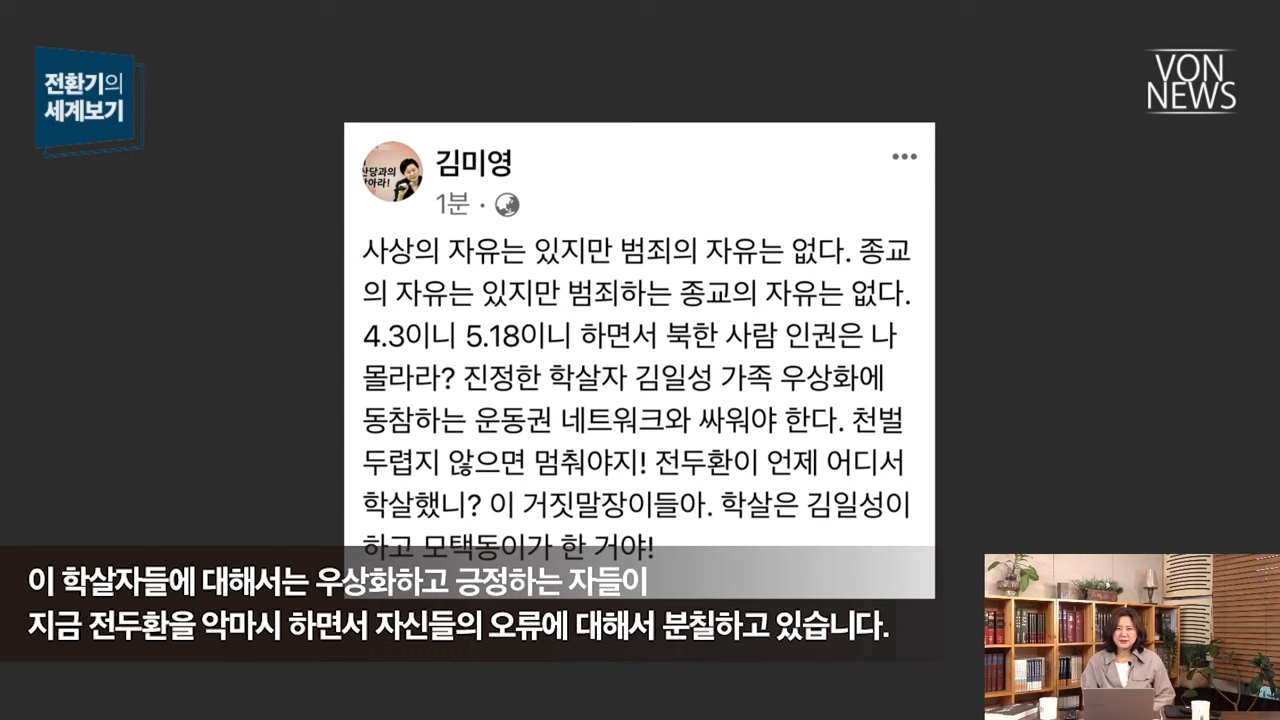 전환기의
세계보기
VON
NEWS
산당과의
아라!
김미영
1분 ·
사상의 자유는 있지만 범죄의 자유는 없다. 종교
의 자유는 있지만 범죄하는 종교의 자유는 없다.
4.3이니 5.18이니 하면서 북한 사람 인권은 나
몰라라? 진정한 학살자 김일성 가족 우상화에
동참하는 운동권 네트워크와 싸워야 한다. 천벌
두렵지 않으면 멈춰야지! 전두환이 언제 어디서
학살했니? 이 거짓말장이들아. 학살은 김일성이
하고 모택동이가 한 거야!
이 학살자들에 대해서는 우상화하고 긍정하는 자들이
지금 전두환을 악마시 하면서 자신들의 오류에 대해서 분칠하고 있습니다.